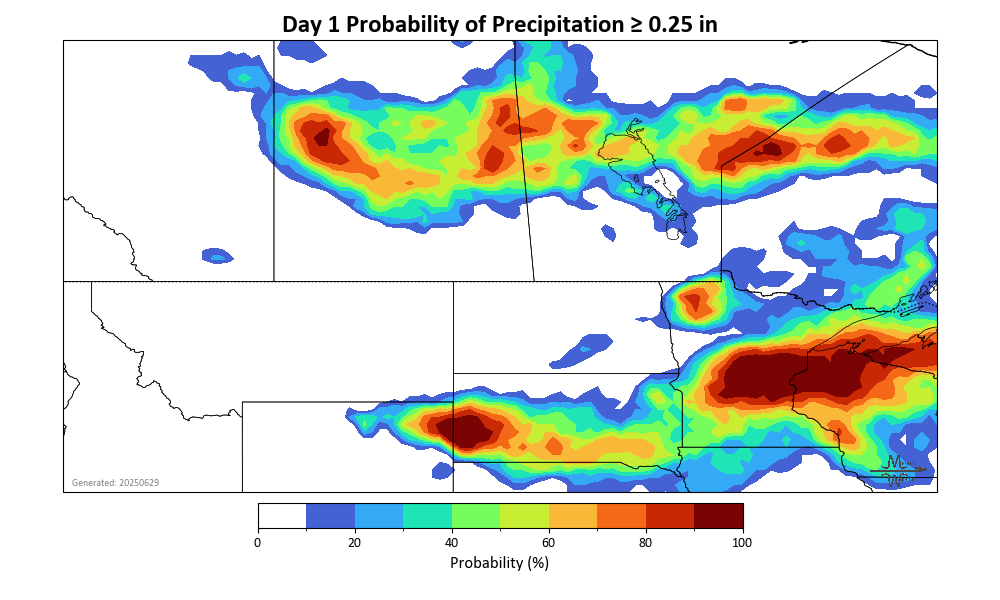 Day 1 Probability of Precipitation ≥ 0.25 in
Generated: 20250629
0 20 40 60 80 100
Probability (%)